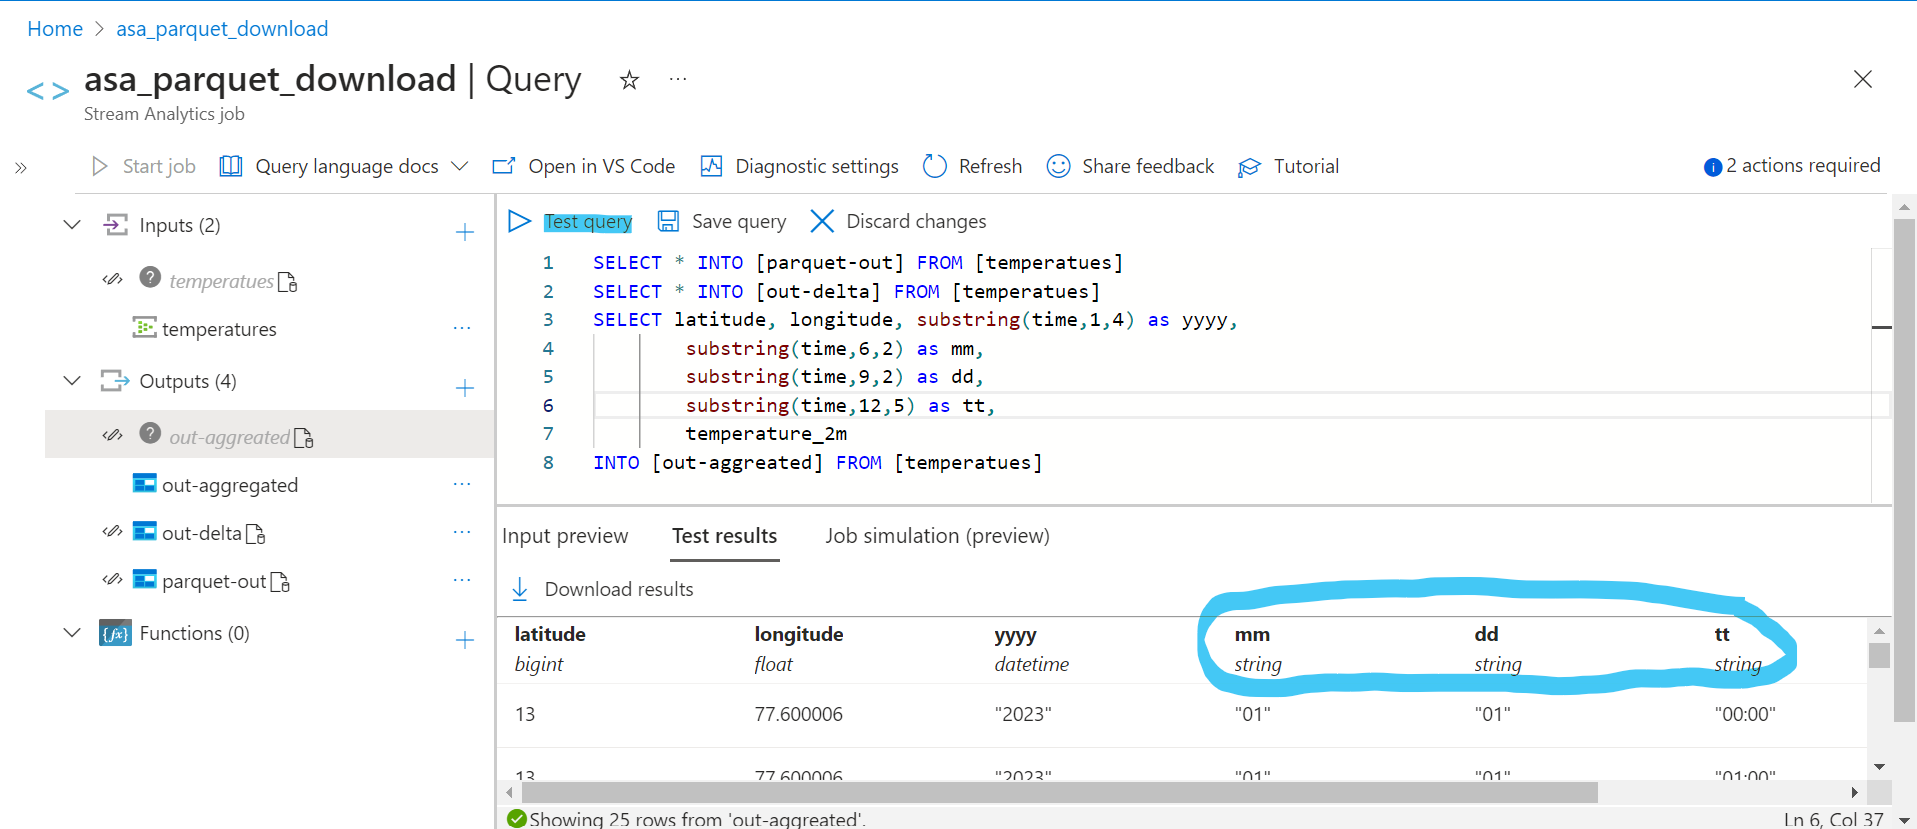 Home > asa_parquet_download
<> asa_parquet_download | Query ☆ ···
Stream Analytics job
» Start job Query language docs Open in VS Code Diagnostic settings Refresh Share feedback Tutorial 2 actions required
Inputs (2) +
temperatues
temperatures ···
Outputs (4) +
out-aggreated
out-aggregated ···
out-delta ···
parquet-out ···
{fx} Functions (0) +
Test query Save query Discard changes
1 SELECT * INTO [parquet-out] FROM [temperatues]
2 SELECT * INTO [out-delta] FROM [temperatues]
3 SELECT latitude, longitude, substring(time,1,4) as yyyy,
4 substring(time,6,2) as mm,
5 substring(time,9,2) as dd,
6 substring(time,12,5) as tt,
7 temperature_2m
8 INTO [out-aggreated] FROM [temperatues]
Input preview Test results Job simulation (preview)
Download results
latitude longitude yyyy mm dd tt
bigint float datetime string string string
13 77.600006 "2023" "01" "01" "00:00"
13 77.600006 "2023" "01" "01" "01:00"
Showing 25 rows from 'out-aggreated'. Ln 6, Col 37